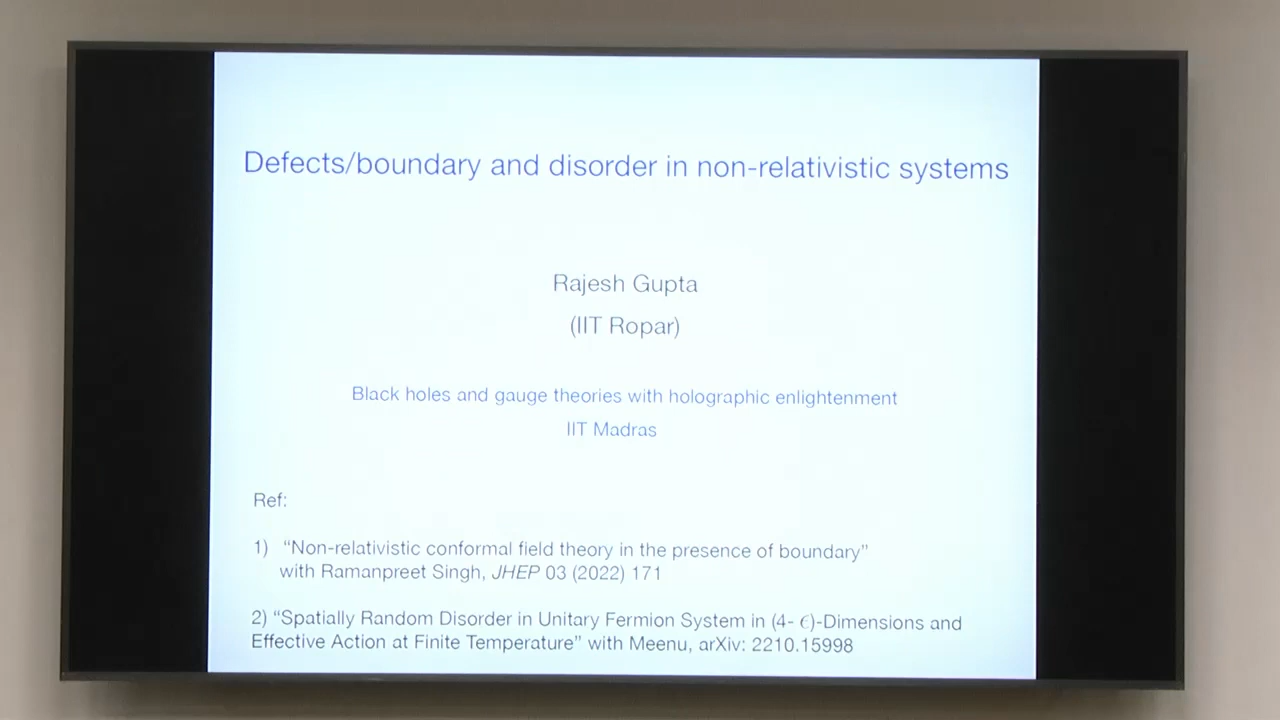 Defects/boundary and disorder in non-relativistic systems
Rajesh Gupta
(IIT Ropar)
Black holes and gauge theories with holographic enlightenment
IIT Madras
Ref:
1) “Non-relativistic conformal field theory in the presence of boundary”
with Ramanpreet Singh, JHEP 03 (2022) 171
2) “Spatially Random Disorder in Unitary Fermion System in (4- ϵ)-Dimensions and
Effective Action at Finite Temperature” with Meenu, arXiv: 2210.15998